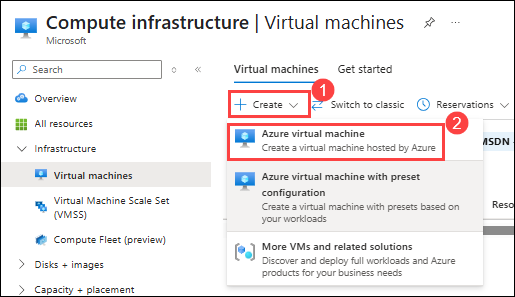 Compute infrastructure | Virtual machines
Microsoft
Search
Overview
All resources
Infrastructure
Virtual machines
Virtual Machine Scale Set
(VMSS)
Compute Fleet (preview)
Disks + images
Capacity + placement
Virtual machines Get started
1
Create Switch to classic Reservations
2
Azure virtual machine
Create a virtual machine hosted by Azure
MSDN -
Azure virtual machine with preset
configuration
Create a virtual machine with presets based on
your workloads
Resou
More VMs and related solutions
Discover and deploy full workloads and Azure
products for your business needs